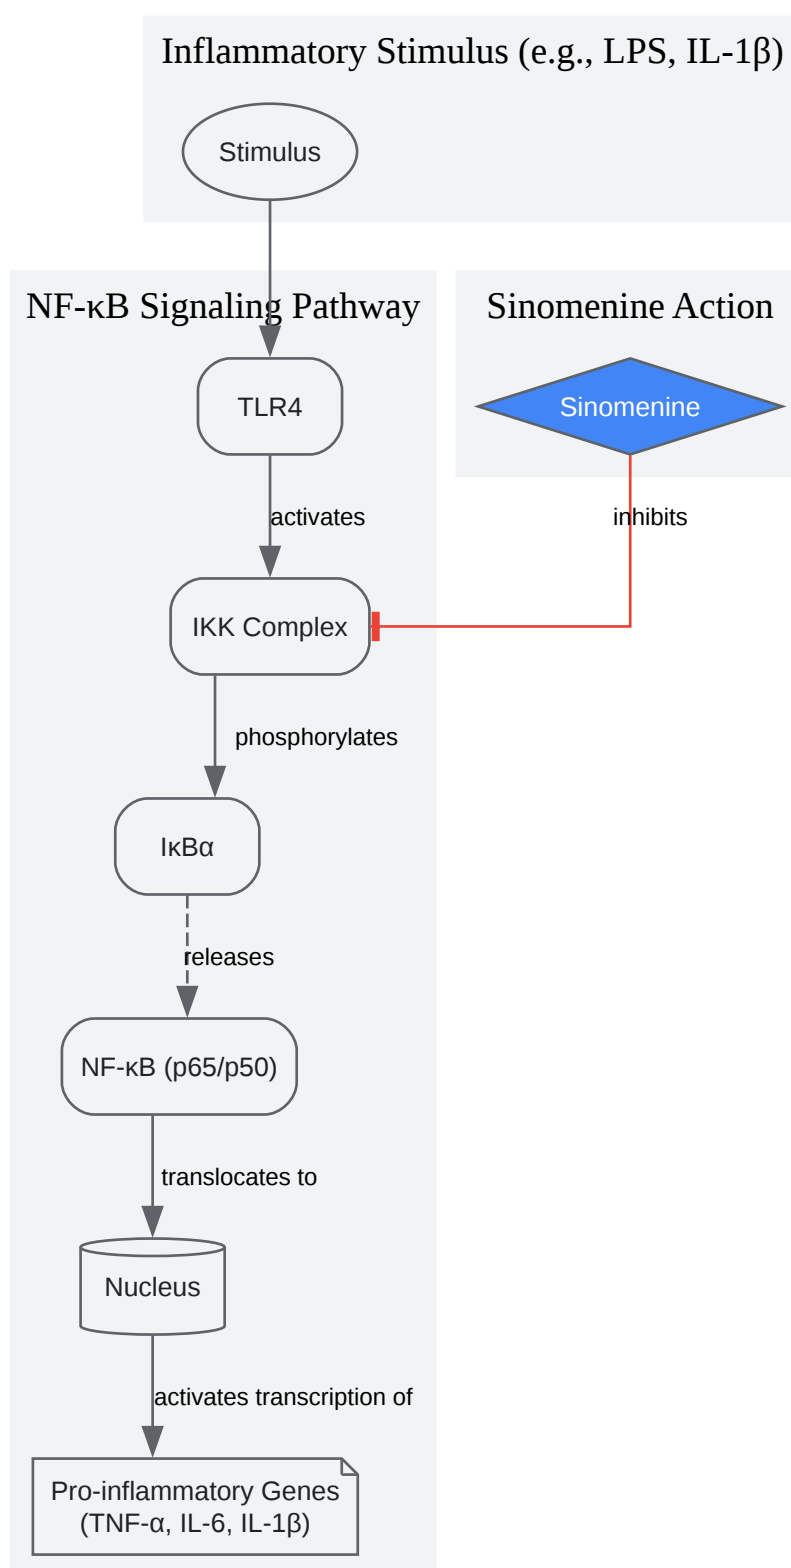 Inflammatory Stimulus (e.g., LPS, IL-1β)
Stimulus
NF-κB Signaling Pathway
Sinomenine Action
TLR4
Sinomenine
activates
inhibits
IKK Complex
phosphorylates
IκBα
releases
NF-κB (p65/p50)
translocates to
Nucleus
activates transcription of
Pro-inflammatory Genes
(TNF-α, IL-6, IL-1β)